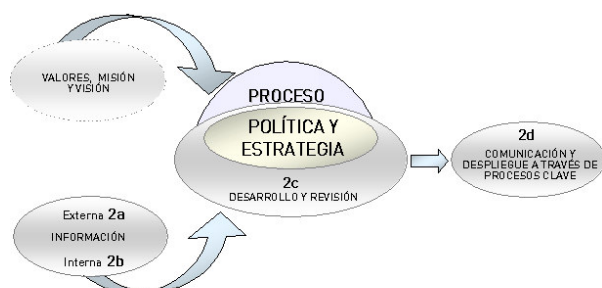 VALORES, MISIÓN
Y VISIÓN
PROCESO
POLÍTICA Y
ESTRATEGIA
2c
DESARROLLO Y REVISIÓN
Externa 2a
INFORMACIÓN
Interna 2b
2d
COMUNICACIÓN Y
DESPLIEGUE A TRAVÉS DE
PROCESOS CLAVE